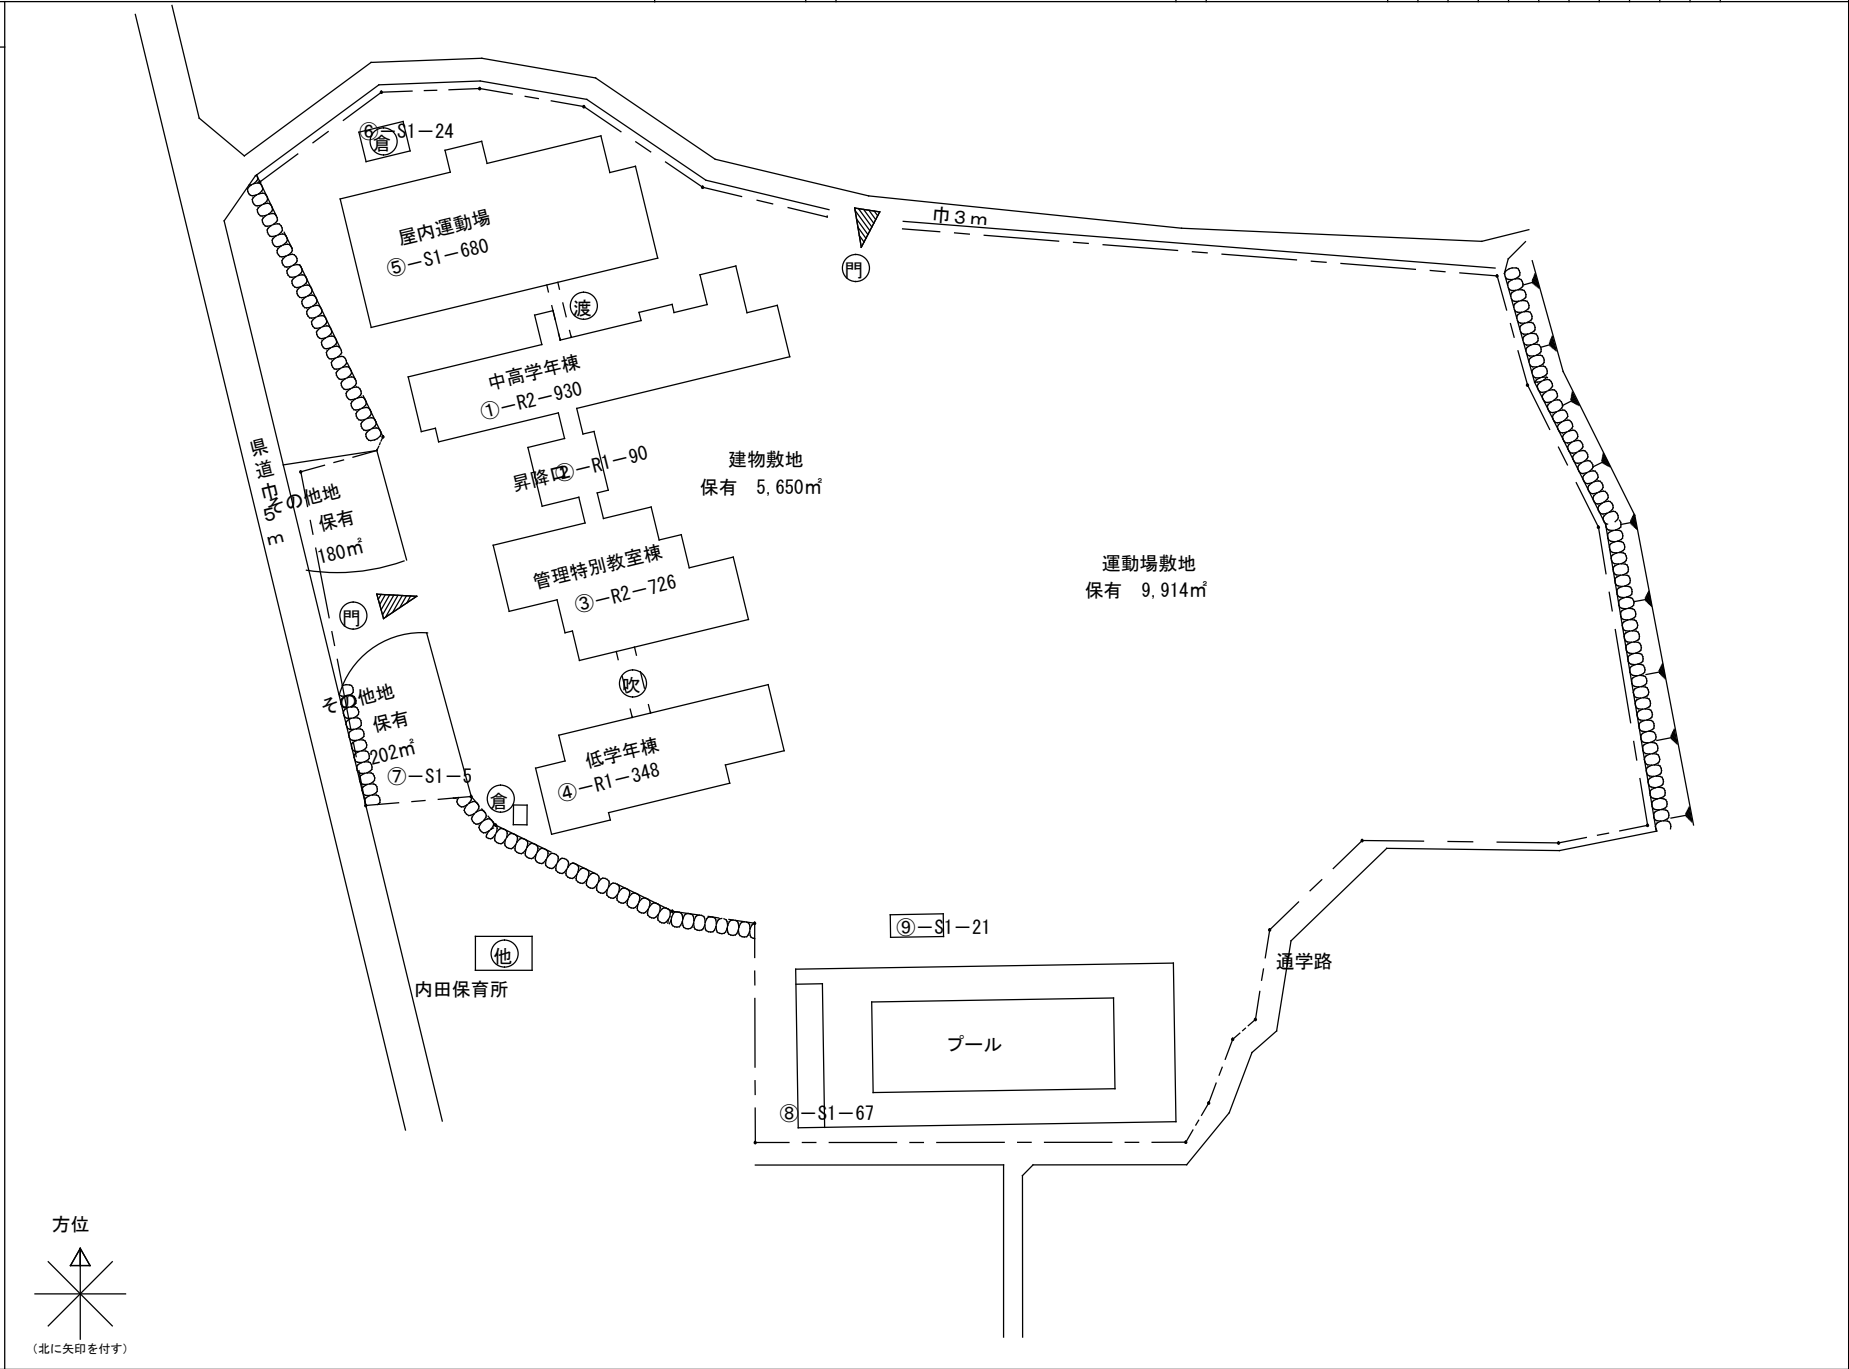 ⑥-S1-24
倉
屋内運動場
⑤-S1-680
巾3m
門
渡
中高学年棟
①-R2-930
昇降口
②-R1-90
建物敷地
保有 5,650㎡
県道巾5m
その他地
保有
180㎡
管理特別教室棟
③-R2-726
運動場敷地
保有 9,914㎡
門
吹
その他地
保有
202㎡
⑦-S1-5
倉
低学年棟
④-R1-348
⑨-S1-21
他
内田保育所
通学路
プール
⑧-S1-67
方位
(北に矢印を付す)